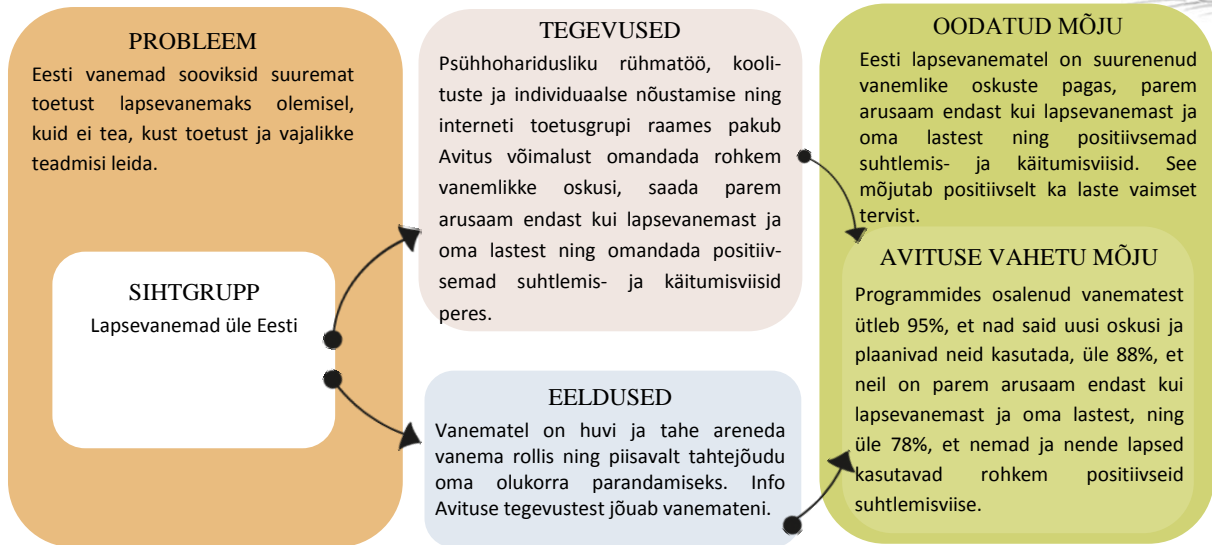 PROBLEEM
Eesti vanemad sooviksid suuremat
toetust lapsevanemaks olemisel,
kuid ei tea, kust toetust ja vajalikke
teadmisi leida.
SIHTGRUPP
Lapsevanemad üle Eesti
TEGEVUSED
Psühhoharidusliku rühmatöö, kooli-
tuste ja individuaalse nõustamise ning
interneti toetusgrupi raames pakub
Avitus võimalust omandada rohkem
vanemlikke oskusi, saada parem
arusaam endast kui lapsevanemast ja
oma lastest ning omandada positiiv-
semad suhtlemis- ja käitumisviisid
peres.
EELDUSED
Vanematel on huvi ja tahe areneda
vanema rollis ning piisavalt tahtejõudu
oma olukorra parandamiseks. Info
Avituse tegevustest jõuab vanemateni.
OODATUD MÕJU
Eesti lapsevanematel on suurenenud
vanemlike oskuste pagas, parem
arusaam endast kui lapsevanemast ja
oma lastest ning positiivsemad
suhtlemis- ja käitumisviisid. See
mõjutab positiivselt ka laste vaimset
tervist.
AVITUSE VAHETU MÕJU
Programmides osalenud vanematest
ütleb 95%, et nad said uusi oskusi ja
plaanivad neid kasutada, üle 88%, et
neil on parem arusaam endast kui
lapsevanemast ja oma lastest, ning
üle 78%, et nemad ja nende lapsed
kasutavad rohkem positiivseid
suhtlemisviise.